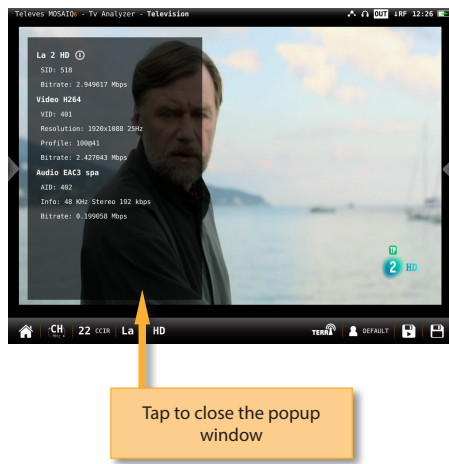 Televes MOSAIQ6 - Tv Analyzer - Television
OUT ↓RF 12:26
La 2 HD ⓘ
SID: 518
Bitrate: 2.949017 Mbps
Video H264
VID: 401
Resolution: 1920x1088 25Hz
Profile: 100@41
Bitrate: 2.427043 Mbps
Audio EAC3 spa
AID: 402
Info: 48 KHz Stereo 192 kbps
Bitrate: 0.199058 Mbps
2 HD
CH
MHz
22 CCIR La HD
TERR
DEFAULT
Tap to close the popup
window